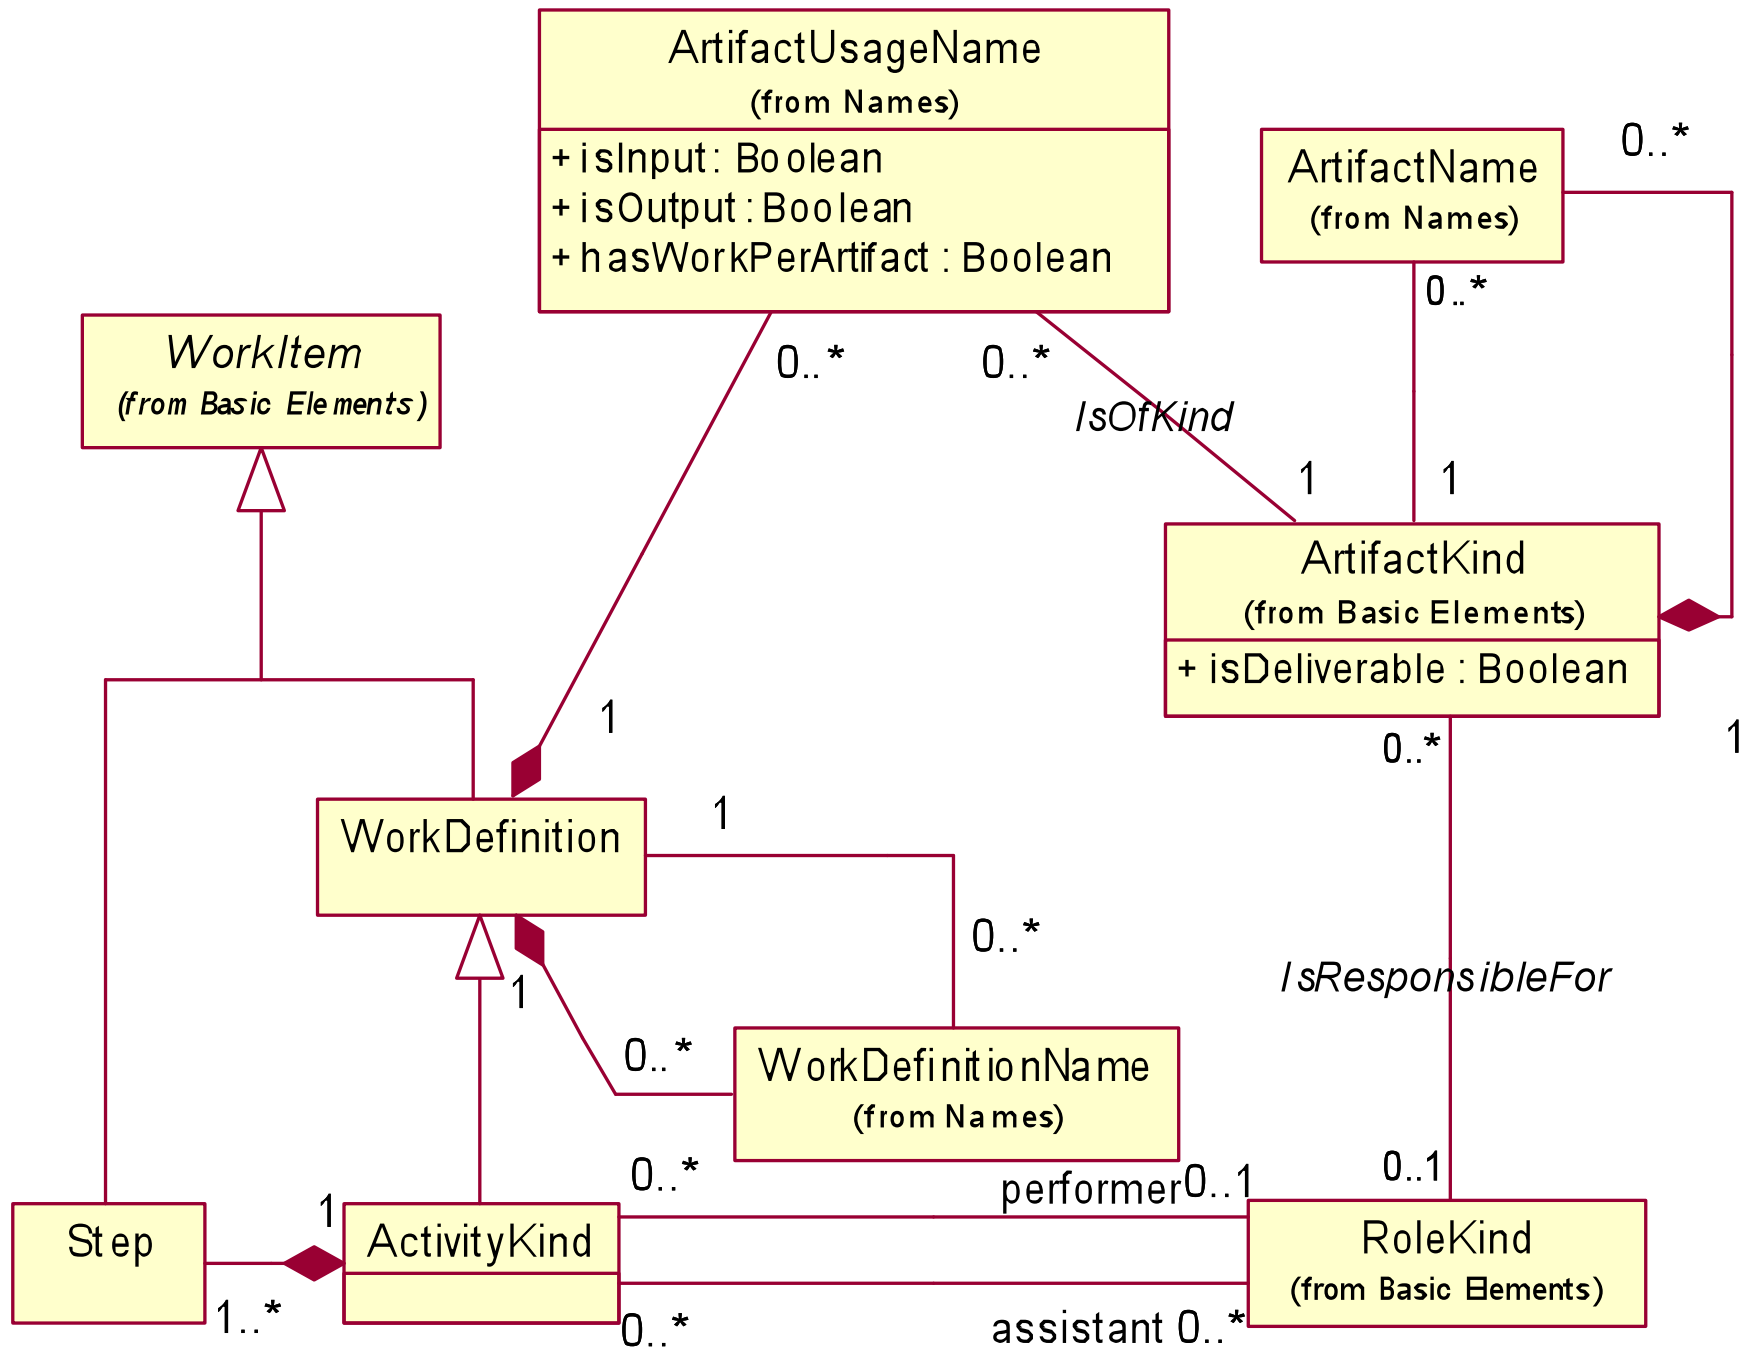 ArtifactUsageName
(from Names)
+ isInput : Boolean
+ isOutput : Boolean
+ hasWorkPerArtifact : Boolean
ArtifactName
(from Names)
0..*
0..*
WorkItem
(from Basic Elements)
0..*
0..*
IsOfKind
1
1
ArtifactKind
(from Basic Elements)
+ isDeliverable : Boolean
1
0..*
1
WorkDefinition
1
0..*
1
0..*
IsResponsibleFor
WorkDefinitionName
(from Names)
0..*
performer 0..1
0..1
Step
1
ActivityKind
RoleKind
(from Basic Elements)
1..*
0..*
assistant 0..*